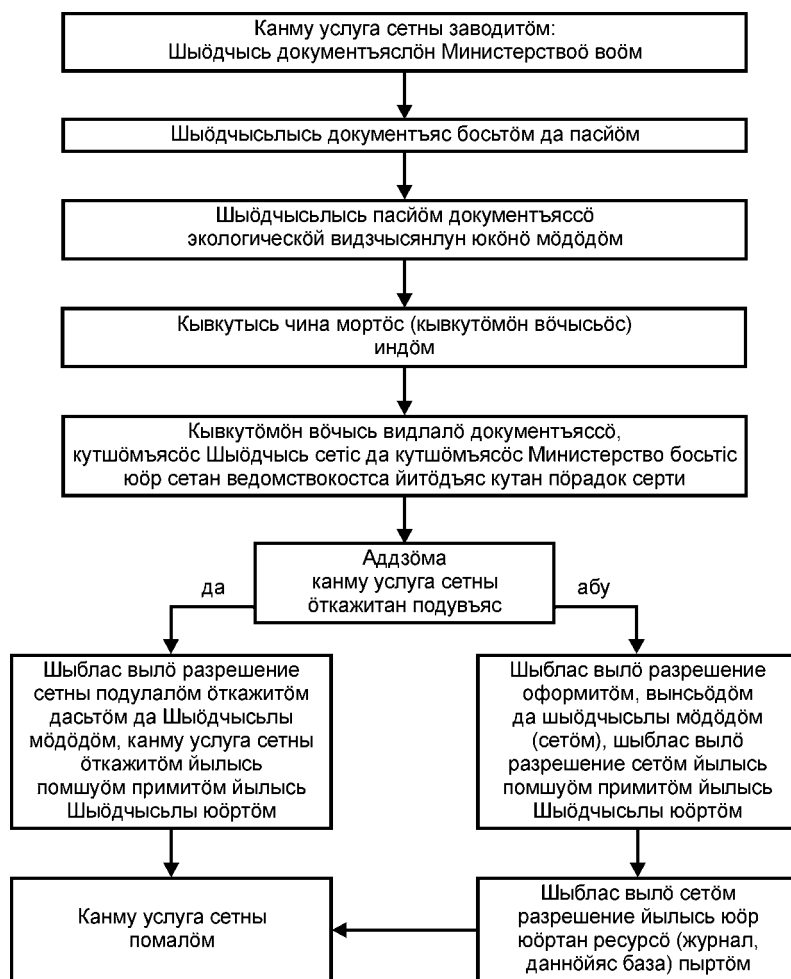 Канму услуга сетны заводитӧм:
Шыӧдчысь документъяслӧн Министерствоӧ воӧм
Шыӧдчысьлысь документъяс босьтӧм да пасйӧм
Шыӧдчысьлысь пасйӧм документъяссӧ
экологическӧй видзчысянлун юкӧнӧ мӧдӧдӧм
Кывкутысь чина мортӧс (кывкутӧмӧн вӧчысьӧс)
индӧм
Кывкутӧмӧн вӧчысь видлалӧ документъяссӧ,
кутшӧмъясӧс Шыӧдчысь сетіс да кутшӧмъясӧс Министерство босьтіс
юӧр сетан ведомствокостса йитӧдъяс кутан пӧрадок серти
Аддзӧма
канму услуга сетны
ӧткажитан подувъяс
да
абу
Шыблас вылӧ разрешение
сетны подулалӧм ӧткажитӧм
дасьтӧм да Шыӧдчысьлы
мӧдӧдӧм, канму услуга сетны
ӧткажитӧм йылысь
помшуӧм примитӧм йылысь
Шыӧдчысьлы юӧртӧм
Шыблас вылӧ разрешение
оформитӧм, вынсьӧдӧм
да шыӧдчысьлы мӧдӧдӧм
(сетӧм), шыблас вылӧ
разрешение сетӧм йылысь
помшуӧм примитӧм йылысь
Шыӧдчысьлы юӧртӧм
Канму услуга сетны
помалӧм
Шыблас вылӧ сетӧм
разрешение йылысь юӧр
юӧртан ресурсӧ (журнал,
даннӧйяс база) пыртӧм